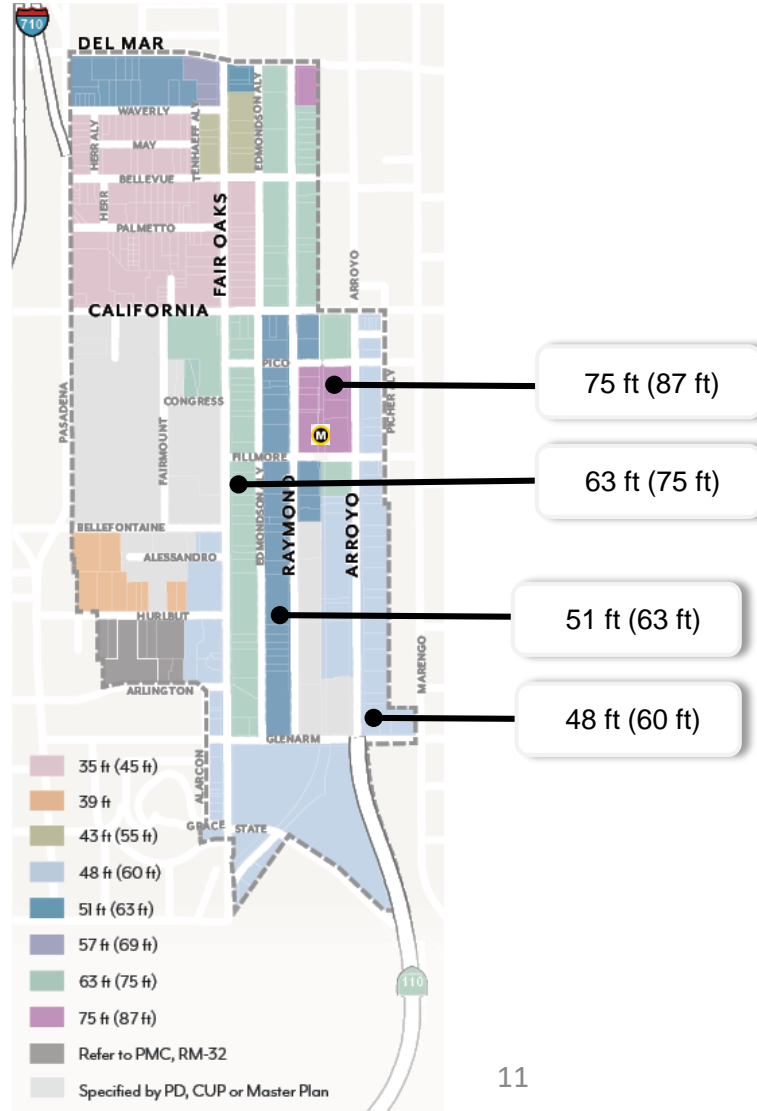 710
DEL MAR
WAVERLY
HERR ALY
MAY
TENHAEFF ALY
EDMONDSON ALY
BELLEVUE
HERR
PALMETTO
FAIR OAKS
ARROYO
CALIFORNIA
PICO
PASADENA
CONGRESS
PICHER ALY
75 ft (87 ft)
M
FAIRMOUNT
FILLMORE
63 ft (75 ft)
EDMONDSON ALY
RAYMOND
ARROYO
BELLEFONTAINE
ALESSANDRO
HURLBUT
51 ft (63 ft)
MARENGO
ARLINGTON
48 ft (60 ft)
GLENARM
ALARCON
GRACE
STATE
35 ft (45 ft)
39 ft
43 ft (55 ft)
48 ft (60 ft)
51 ft (63 ft)
57 ft (69 ft)
63 ft (75 ft)
75 ft (87 ft)
Refer to PMC, RM-32
Specified by PD, CUP or Master Plan
110
11